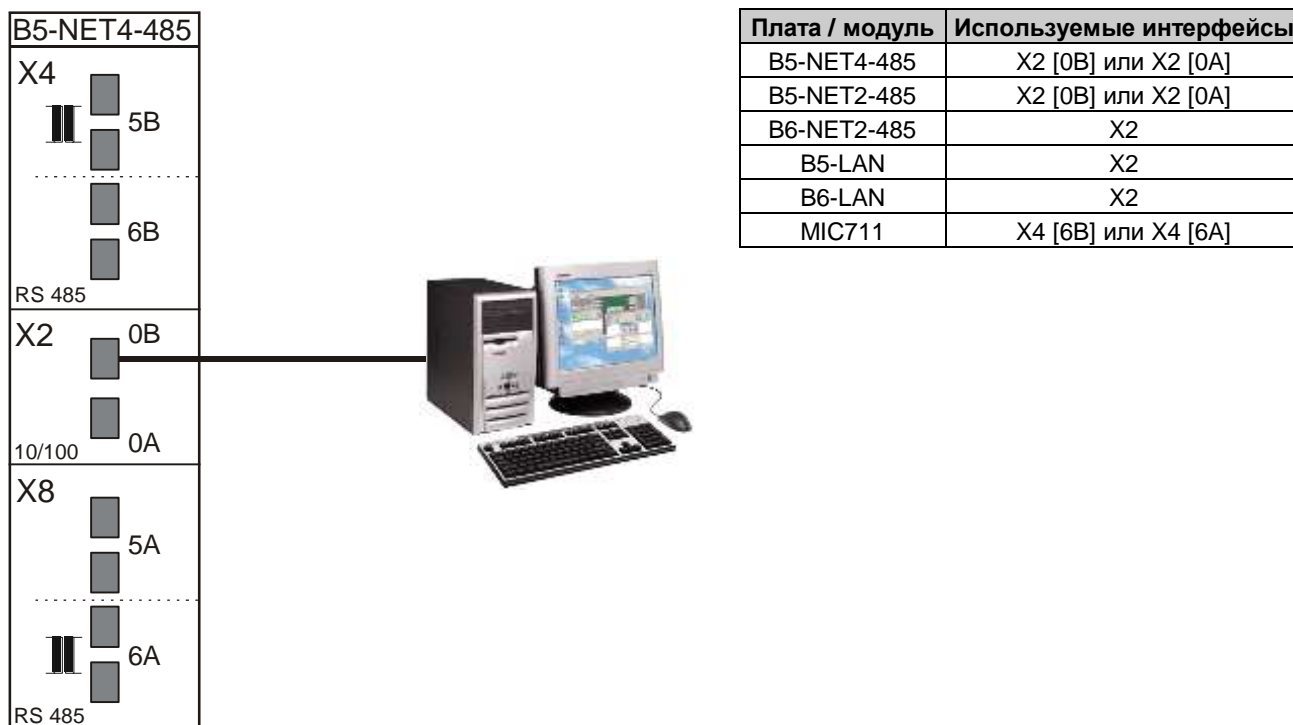 B5-NET4-485
X4
5B
6B
RS 485
X2
0B
0A
10/100
X8
5A
6A
RS 485
Плата / модуль Используемые интерфейсы
B5-NET4-485 X2 [0B] или X2 [0A]
B5-NET2-485 X2 [0B] или X2 [0A]
B6-NET2-485 X2
B5-LAN X2
B6-LAN X2
MIC711 X4 [6B] или X4 [6A]